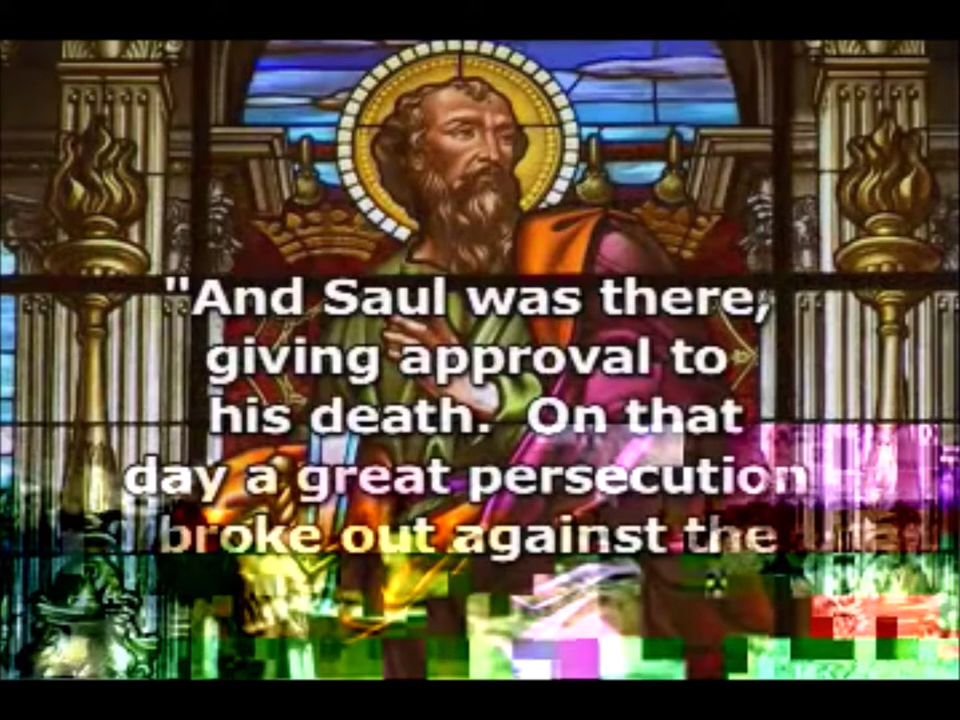 "And Saul was there,
giving approval to
his death.  On that
day a great persecution
broke out against the